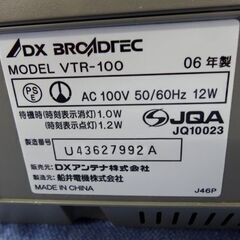 DX BROADTEC
MODEL VTR-100 06年製
PS E AC 100V 50/60Hz 12W
待機時(時刻表示消灯)1.0W
(時刻表示点灯)1.2W
JQA
JQ10023
製造番号 U43627992A
販売元/DXアンテナ株式会社
製造元/船井電機株式会社
MADE IN CHINA J46P